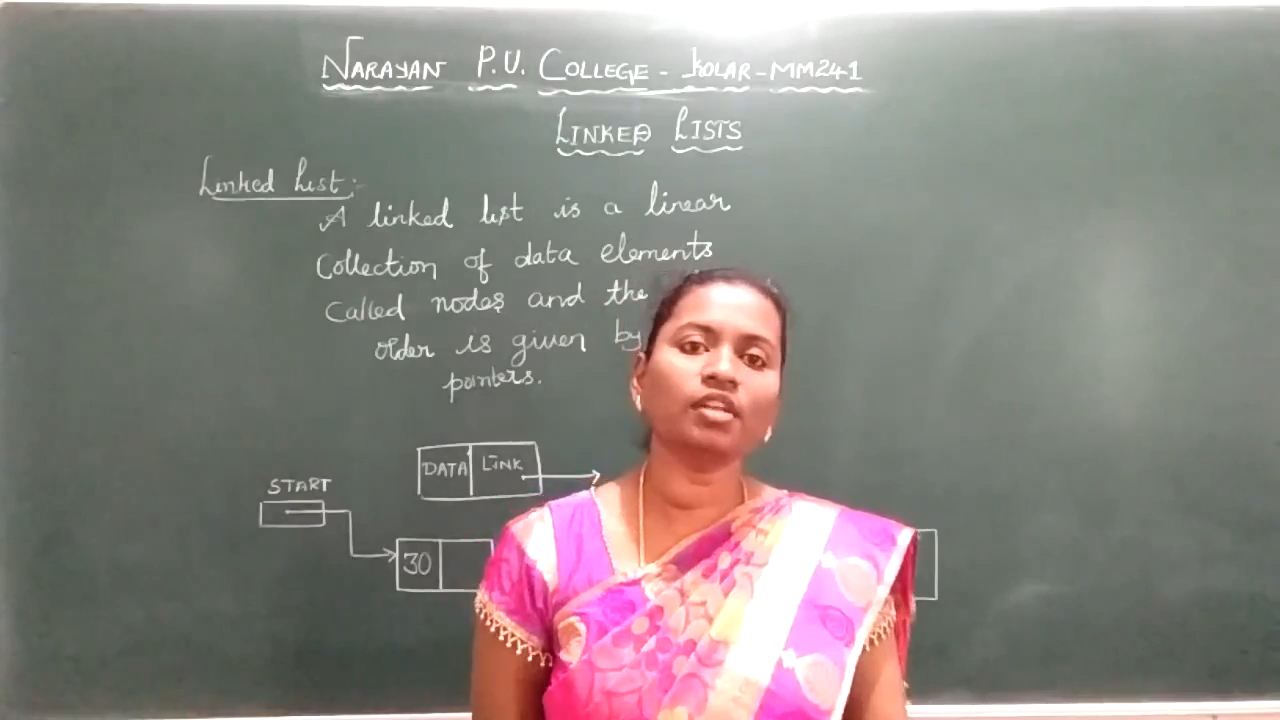 NARAYAN P.U. COLLEGE - KOLAR - MM241
LINKED LISTS
Linked List:-
A linked list is a linear
Collection of data elements
Called nodes and the
order is given by
pointers.
DATA LINK
START
30